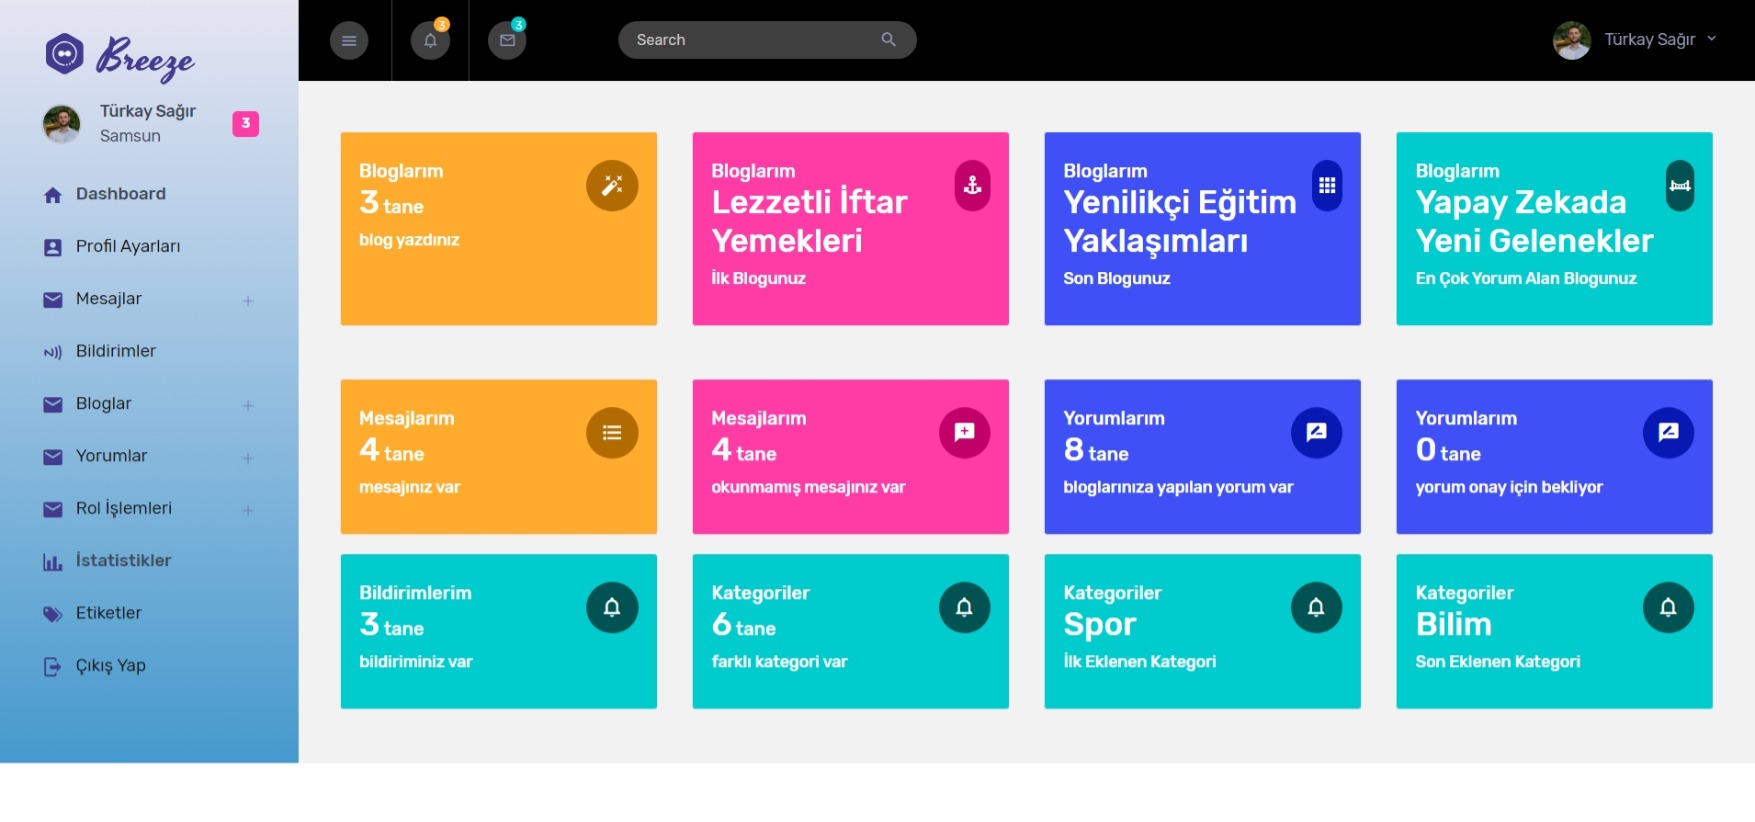 Breeze
Türkay Sağır
Samsun
3
Dashboard
Profil Ayarları
Mesajlar
Bildirimler
Bloglar
Yorumlar
Rol İşlemleri
İstatistikler
Etiketler
Çıkış Yap
3
3
Search
Türkay Sağır
Bloglarım
3 tane
blog yazdınız
Bloglarım
Lezzetli İftar
Yemekleri
İlk Blogunuz
Bloglarım
Yenilikçi Eğitim
Yaklaşımları
Son Blogunuz
Bloglarım
Yapay Zekada
Yeni Gelenekler
En Çok Yorum Alan Blogunuz
Mesajlarım
4 tane
mesajınız var
Mesajlarım
4 tane
okunmamış mesajınız var
Yorumlarım
8 tane
bloglarınıza yapılan yorum var
Yorumlarım
0 tane
yorum onay için bekliyor
Bildirimlerim
3 tane
bildiriminiz var
Kategoriler
6 tane
farklı kategori var
Kategoriler
Spor
İlk Eklenen Kategori
Kategoriler
Bilim
Son Eklenen Kategori